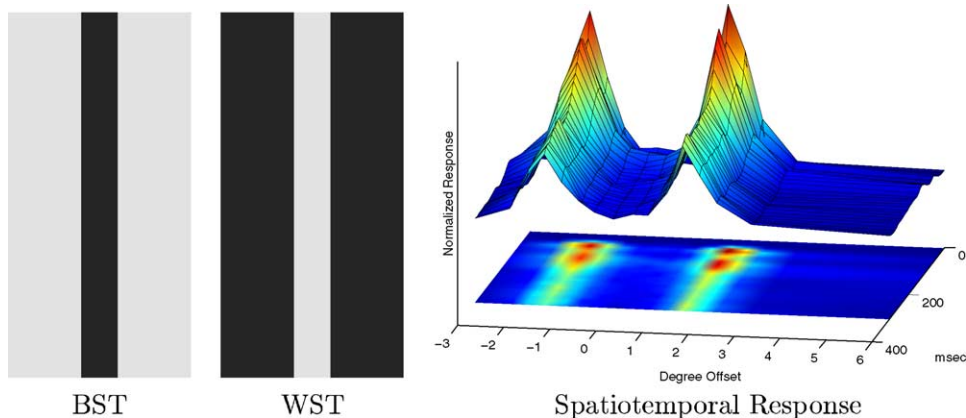 Normalized Response
0
200
400
msec
−3
−2
−1
0
1
2
3
4
5
6
Degree Offset
BST
WST
Spatiotemporal Response